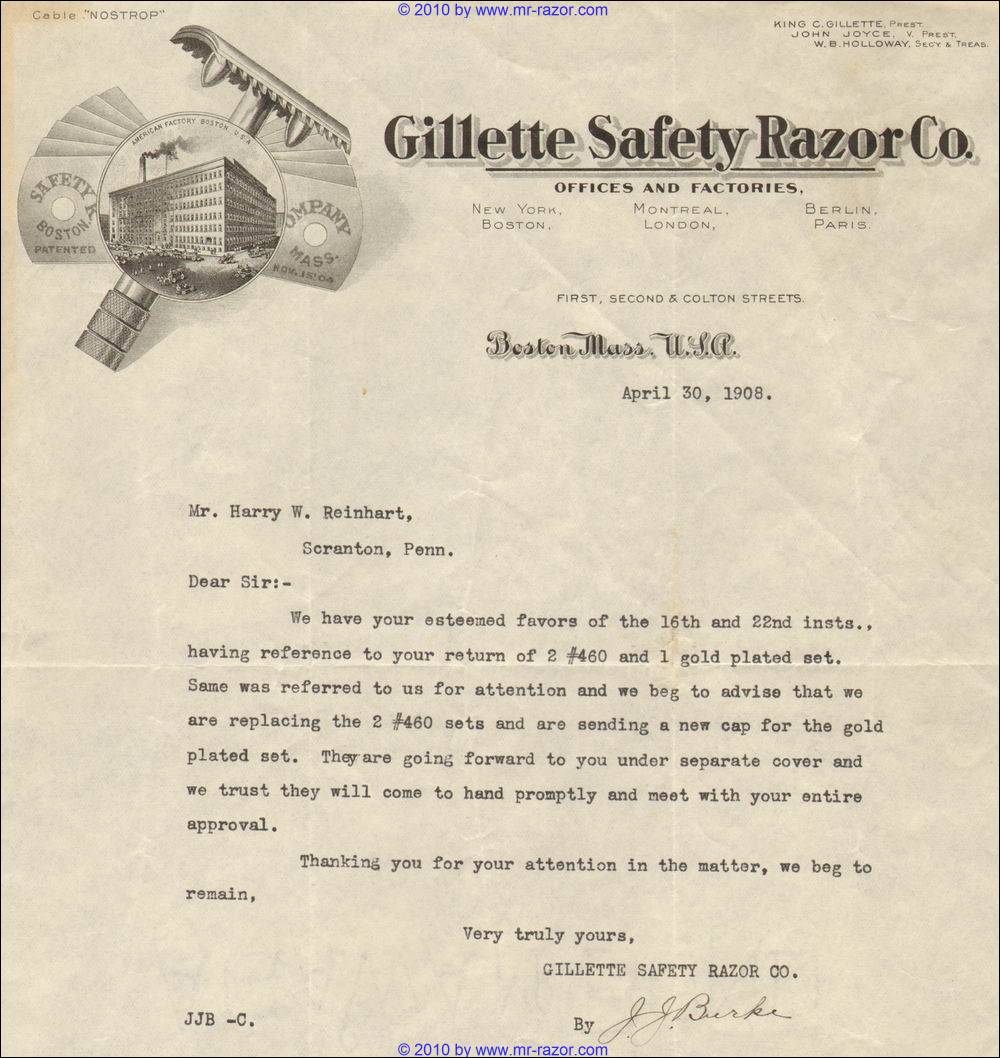 © 2010 by www.mr-razor.com
Cable "NOSTROP"
KING C. GILLETTE, PREST.
JOHN JOYCE, V. PREST.
W. B. HOLLOWAY, SECY. & TREAS.
AMERICAN FACTORY BOSTON U.S.A.
SAFETY R
BOSTON,
PATENTED
OMPANY
MASS.
NOV. 15.04
Gillette Safety Razor Co.
OFFICES AND FACTORIES,
NEW YORK, MONTREAL, BERLIN,
BOSTON, LONDON, PARIS.
FIRST, SECOND & COLTON STREETS.
Boston Mass. U.S.A.
April 30, 1908.
Mr. Harry W. Reinhart,
Scranton, Penn.
Dear Sir:-
We have your esteemed favors of the 16th and 22nd insts.,
having reference to your return of 2 #460 and 1 gold plated set.
Same was referred to us for attention and we beg to advise that we
are replacing the 2 #460 sets and are sending a new cap for the gold
plated set. They are going forward to you under separate cover and
we trust they will come to hand promptly and meet with your entire
approval.
Thanking you for your attention in the matter, we beg to
remain,
Very truly yours,
GILLETTE SAFETY RAZOR CO.
JJB -C.
By J. J. Burke
© 2010 by www.mr-razor.com